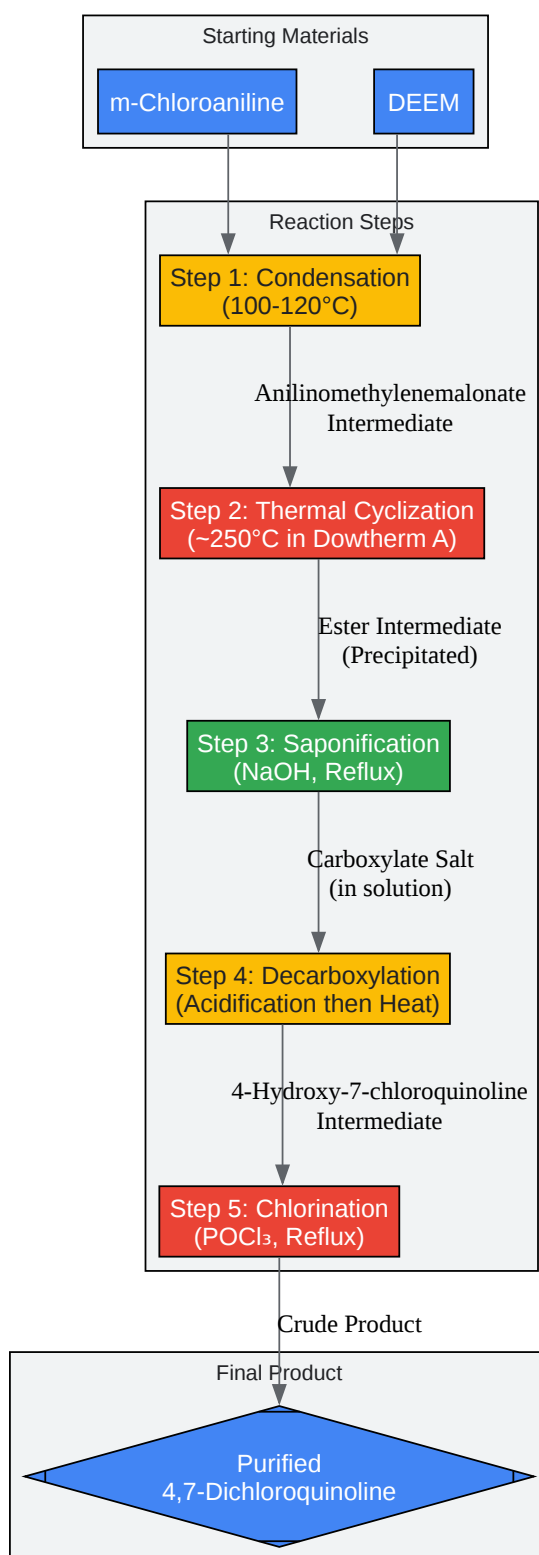 Starting Materials
m-Chloroaniline
DEEM
Reaction Steps
Step 1: Condensation
(100-120°C)
Anilinomethylenemalonate
Intermediate
Step 2: Thermal Cyclization
(~250°C in Dowtherm A)
Ester Intermediate
(Precipitated)
Step 3: Saponification
(NaOH, Reflux)
Carboxylate Salt
(in solution)
Step 4: Decarboxylation
(Acidification then Heat)
4-Hydroxy-7-chloroquinoline
Intermediate
Step 5: Chlorination
(POCl₃, Reflux)
Crude Product
Final Product
Purified
4,7-Dichloroquinoline